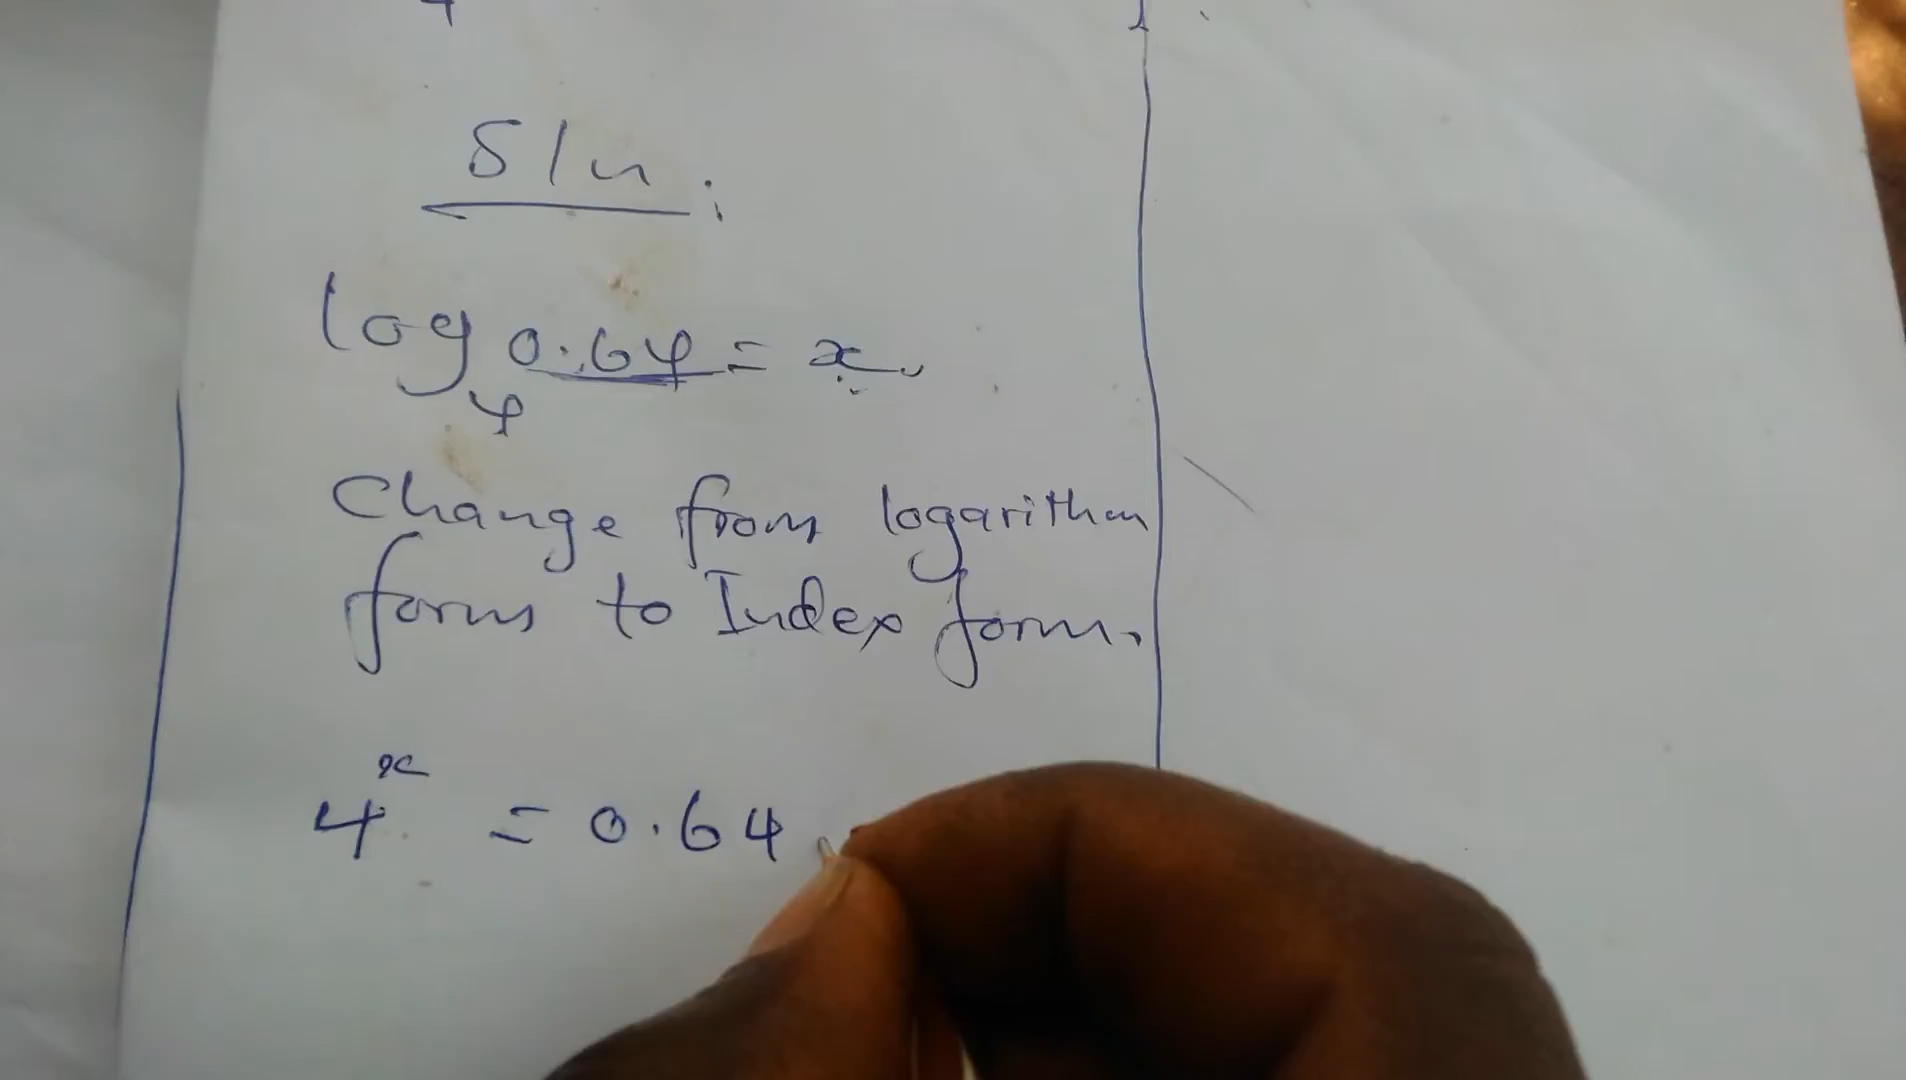 Sln:
log₄ 0.64 = x.
Change from logarithm
form to Index form.
4ˣ = 0.64